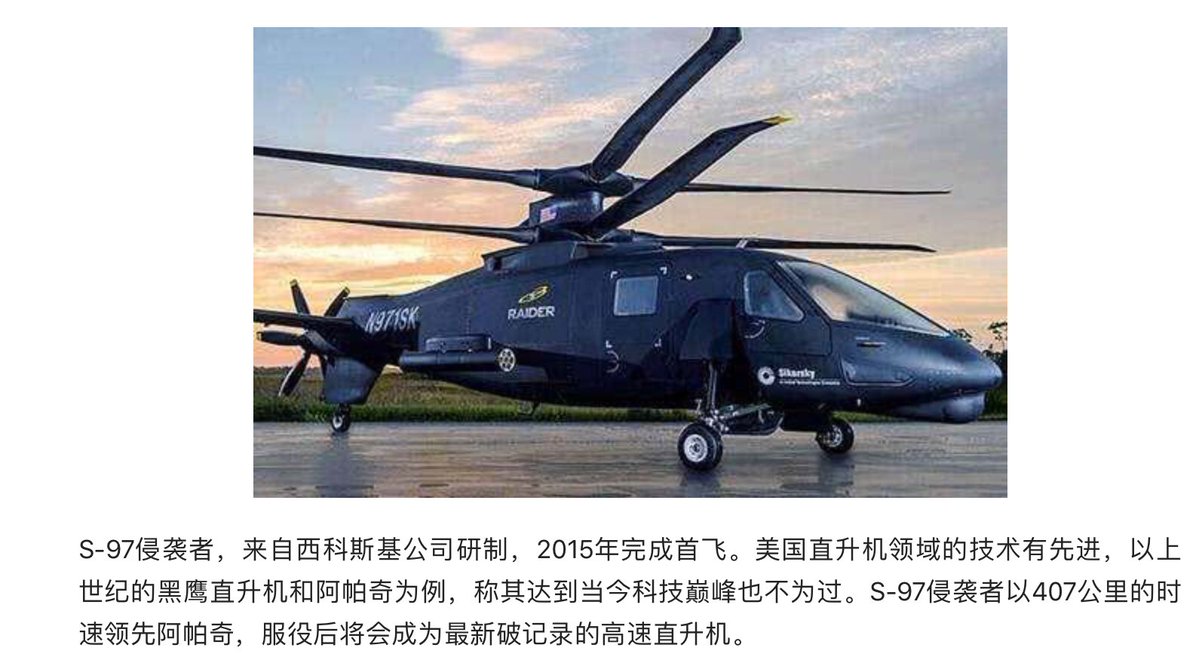 N971SK
RAIDER
Sikorsky
S-97侵袭者，来自西科斯基公司研制，2015年完成首飞。美国直升机领域的技术有先进，以上
世纪的黑鹰直升机和阿帕奇为例，称其达到当今科技巅峰也不为过。S-97侵袭者以407公里的时
速领先阿帕奇，服役后将会成为最新破记录的高速直升机。